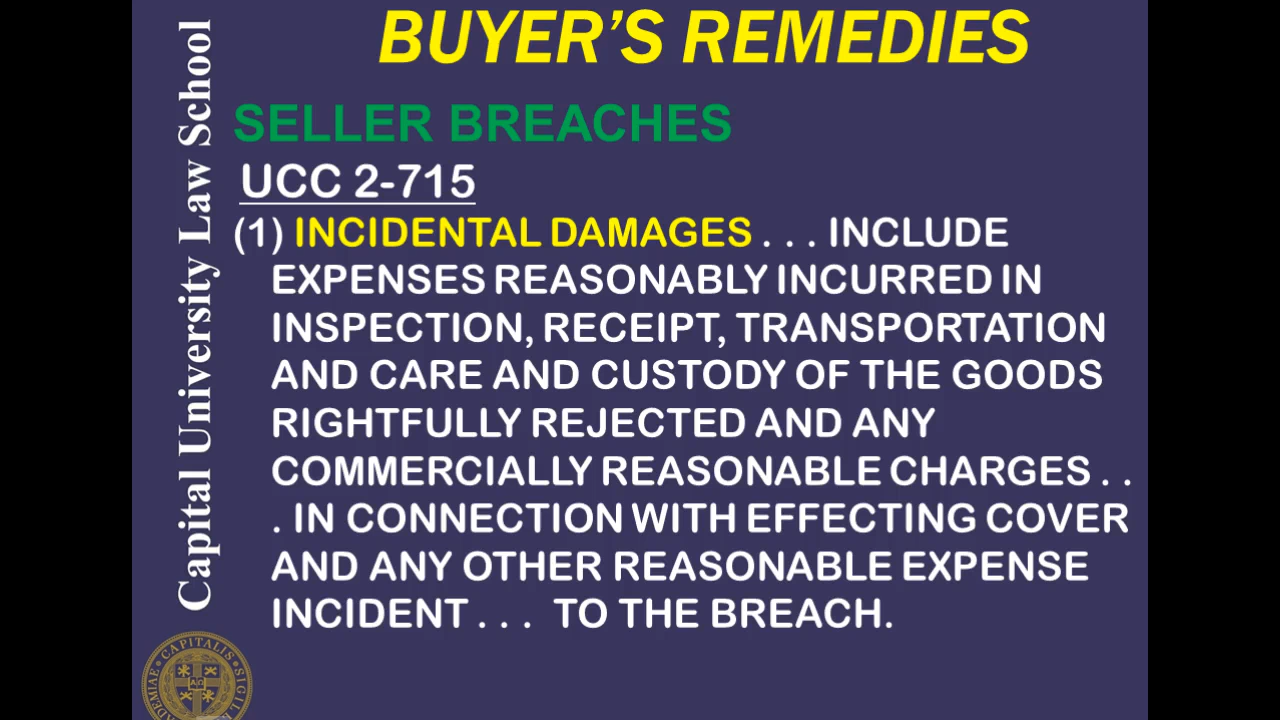 BUYER’S REMEDIES
SELLER BREACHES
UCC 2-715
(1) INCIDENTAL DAMAGES . . . INCLUDE
EXPENSES REASONABLY INCURRED IN
INSPECTION, RECEIPT, TRANSPORTATION
AND CARE AND CUSTODY OF THE GOODS
RIGHTFULLY REJECTED AND ANY
COMMERCIALLY REASONABLE CHARGES . .
. IN CONNECTION WITH EFFECTING COVER
AND ANY OTHER REASONABLE EXPENSE
INCIDENT . . . TO THE BREACH.
Capital University Law School
CAPITALIS